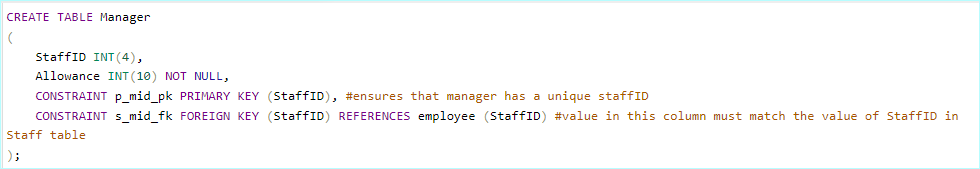 CREATE TABLE Manager
(
StaffID INT(4),
Allowance INT(10) NOT NULL,
CONSTRAINT p_mid_pk PRIMARY KEY (StaffID), #ensures that manager has a unique staffID
CONSTRAINT s_mid_fk FOREIGN KEY (StaffID) REFERENCES employee (StaffID) #value in this column must match the value of StaffID in
Staff table
);